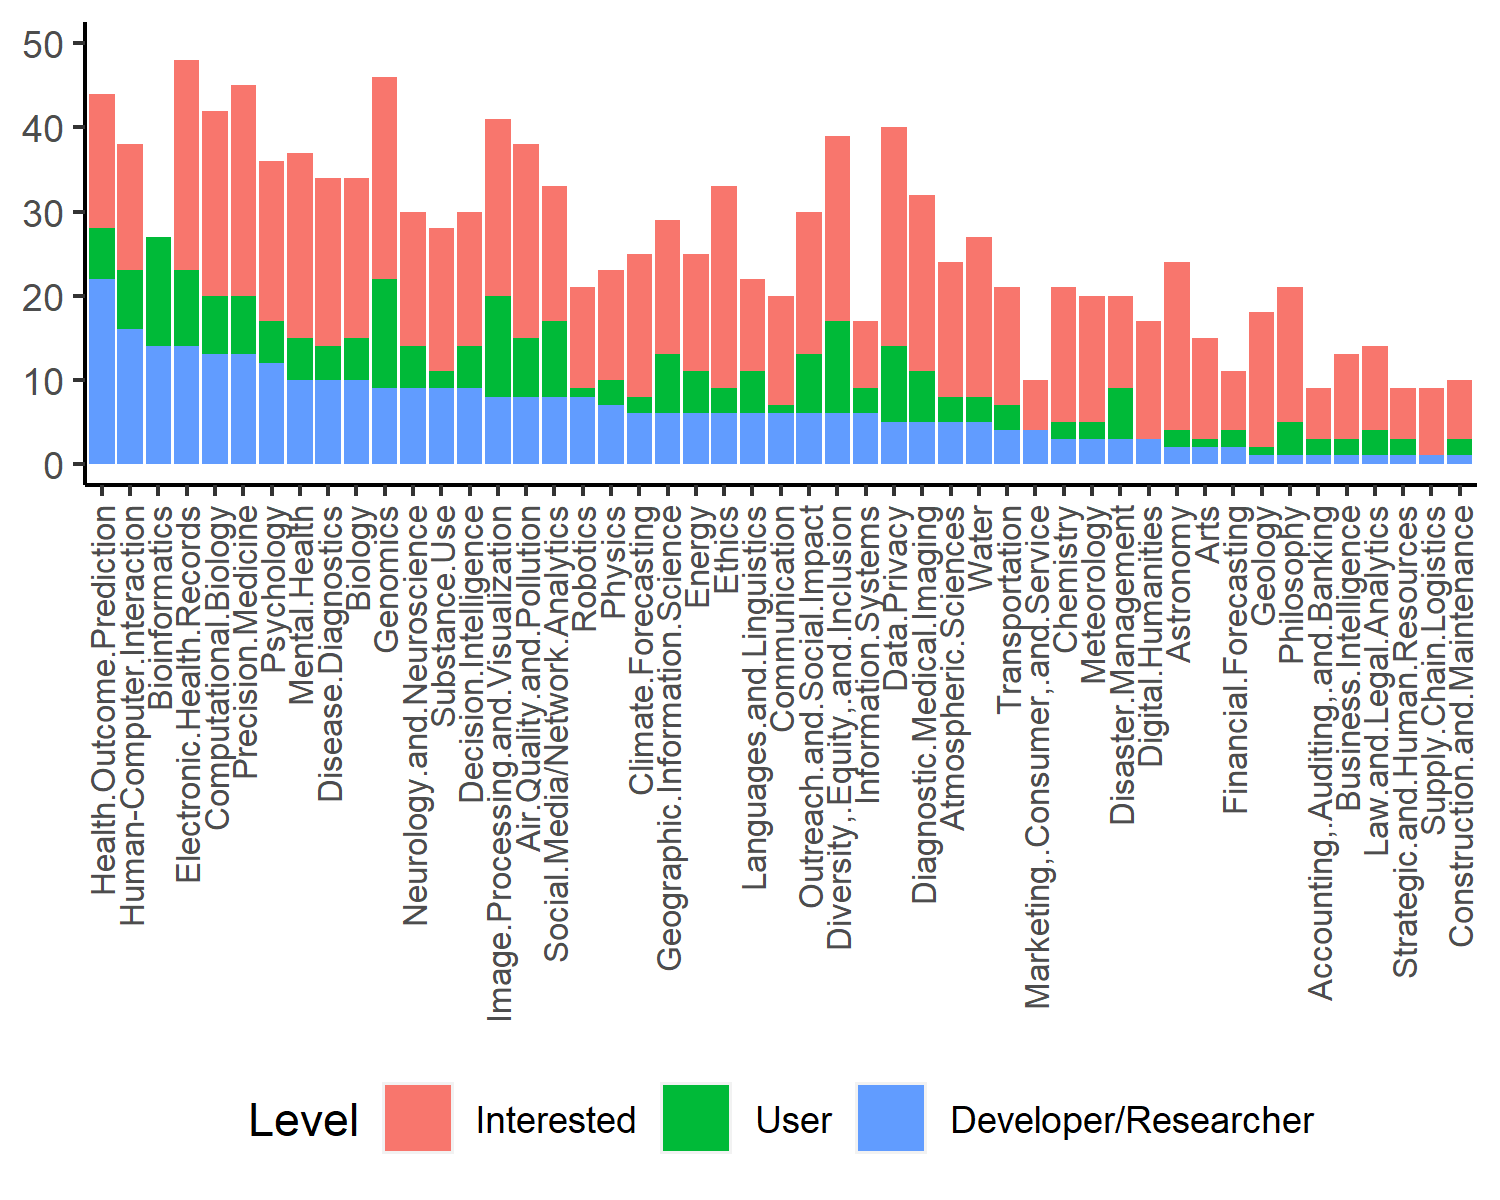 50
40
30
20
10
0
Health.Outcome.Prediction
Human-Computer.Interaction
Bioinformatics
Electronic.Health.Records
Computational.Biology
Precision.Medicine
Psychology
Mental.Health
Disease.Diagnostics
Biology
Genomics
Neurology.and.Neuroscience
Substance.Use
Decision.Intelligence
Image.Processing.and.Visualization
Air.Quality.and.Pollution
Social.Media/Network.Analytics
Robotics
Physics
Climate.Forecasting
Geographic.Information.Science
Energy
Ethics
Languages.and.Linguistics
Communication
Outreach.and.Social.Impact
Diversity,.Equity,.and.Inclusion
Information.Systems
Data.Privacy
Diagnostic.Medical.Imaging
Atmospheric.Sciences
Water
Transportation
Marketing,.Consumer,.and.Service
Chemistry
Meteorology
Disaster.Management
Digital.Humanities
Astronomy
Arts
Financial.Forecasting
Geology
Philosophy
Accounting,.Auditing,.and.Banking
Business.Intelligence
Law.and.Legal.Analytics
Strategic.and.Human.Resources
Supply.Chain.Logistics
Construction.and.Maintenance
Level Interested User Developer/Researcher